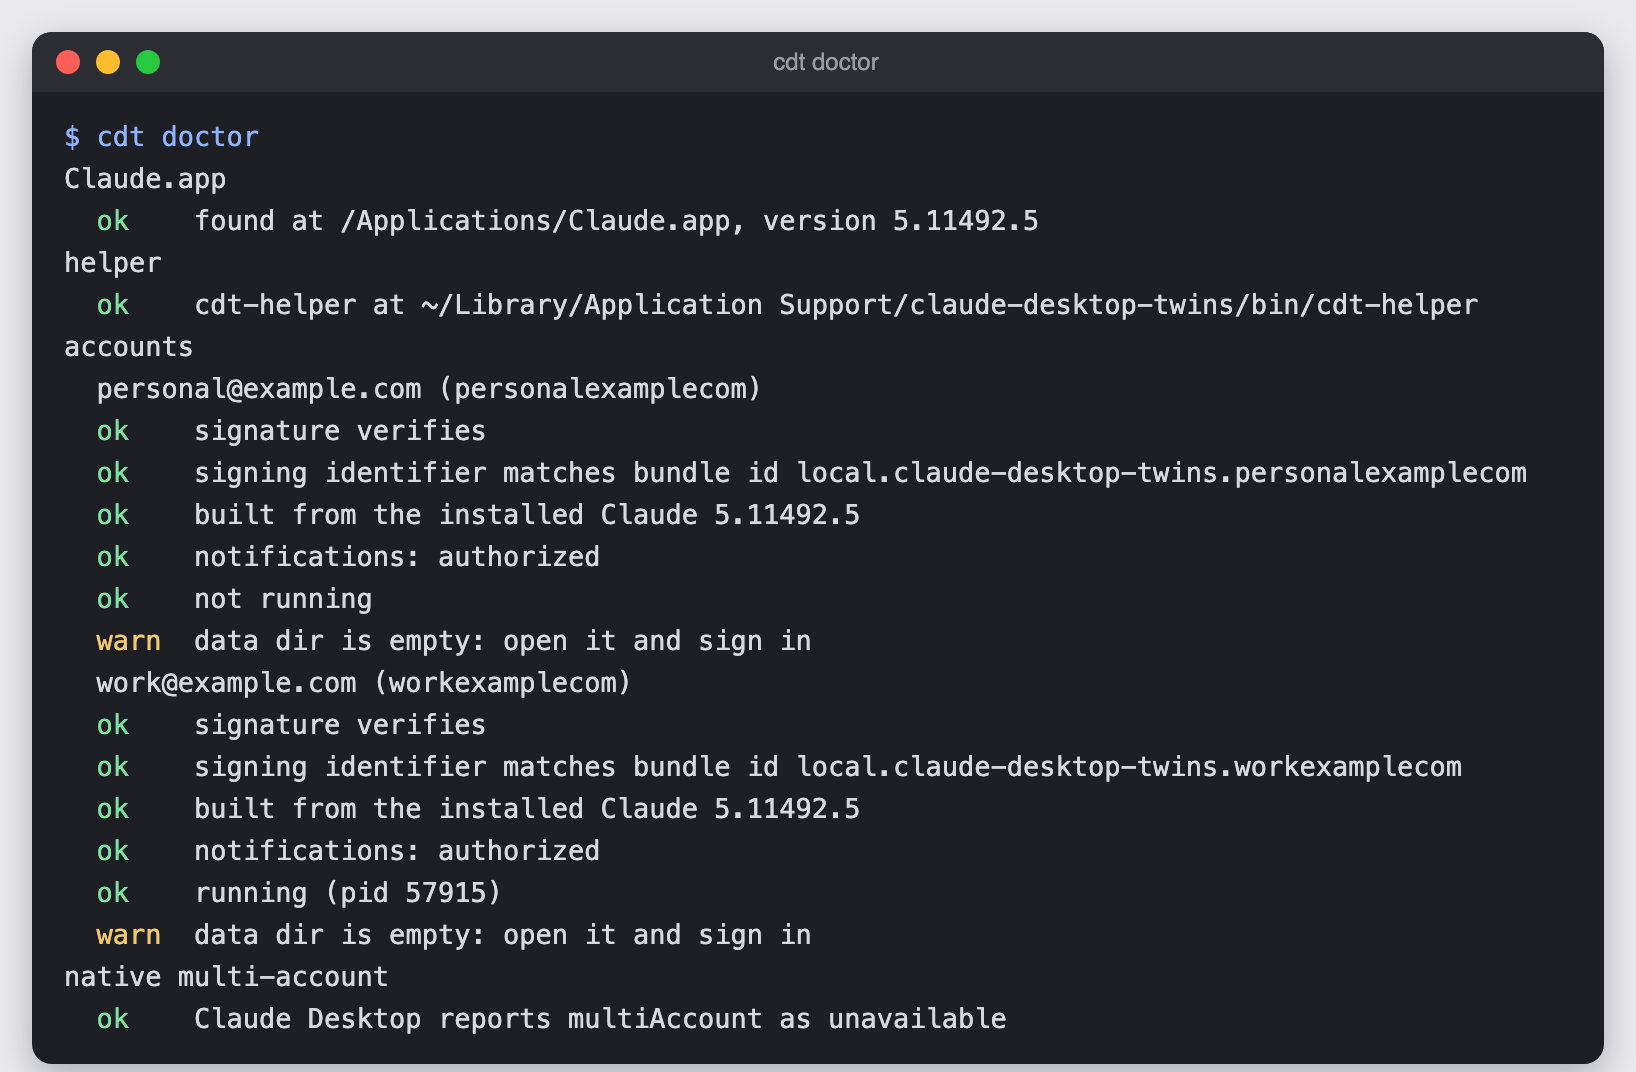 cdt doctor
$ cdt doctor
Claude.app
ok found at /Applications/Claude.app, version 5.11492.5
helper
ok cdt-helper at ~/Library/Application Support/claude-desktop-twins/bin/cdt-helper
accounts
personal@example.com (personalexamplecom)
ok signature verifies
ok signing identifier matches bundle id local.claude-desktop-twins.personalexamplecom
ok built from the installed Claude 5.11492.5
ok notifications: authorized
ok not running
warn data dir is empty: open it and sign in
work@example.com (workexamplecom)
ok signature verifies
ok signing identifier matches bundle id local.claude-desktop-twins.workexamplecom
ok built from the installed Claude 5.11492.5
ok notifications: authorized
ok running (pid 57915)
warn data dir is empty: open it and sign in
native multi-account
ok Claude Desktop reports multiAccount as unavailable